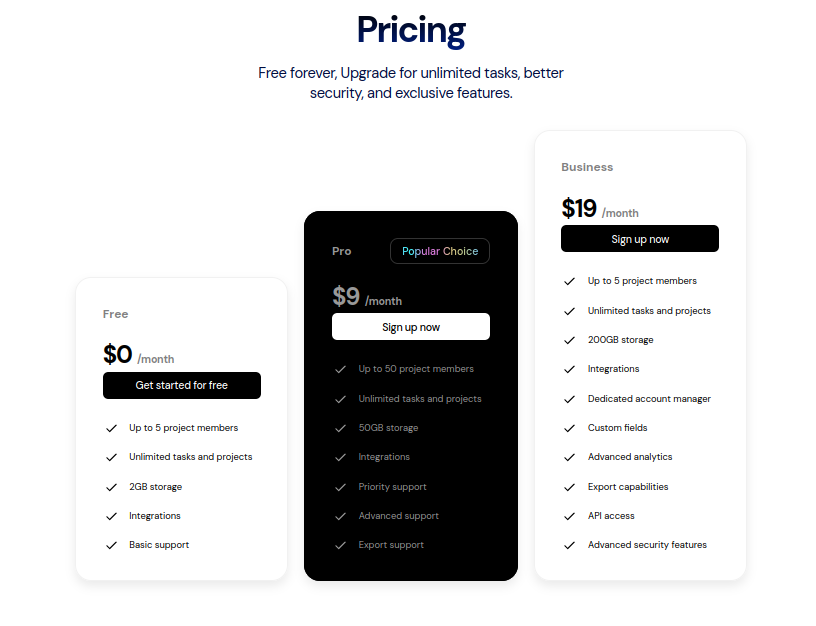 Pricing
Free forever, Upgrade for unlimited tasks, better
security, and exclusive features.
Free
$0 /month
Get started for free
Up to 5 project members
Unlimited tasks and projects
2GB storage
Integrations
Basic support
Pro
Popular Choice
$9 /month
Sign up now
Up to 50 project members
Unlimited tasks and projects
50GB storage
Integrations
Priority support
Advanced support
Export support
Business
$19 /month
Sign up now
Up to 5 project members
Unlimited tasks and projects
200GB storage
Integrations
Dedicated account manager
Custom fields
Advanced analytics
Export capabilities
API access
Advanced security features